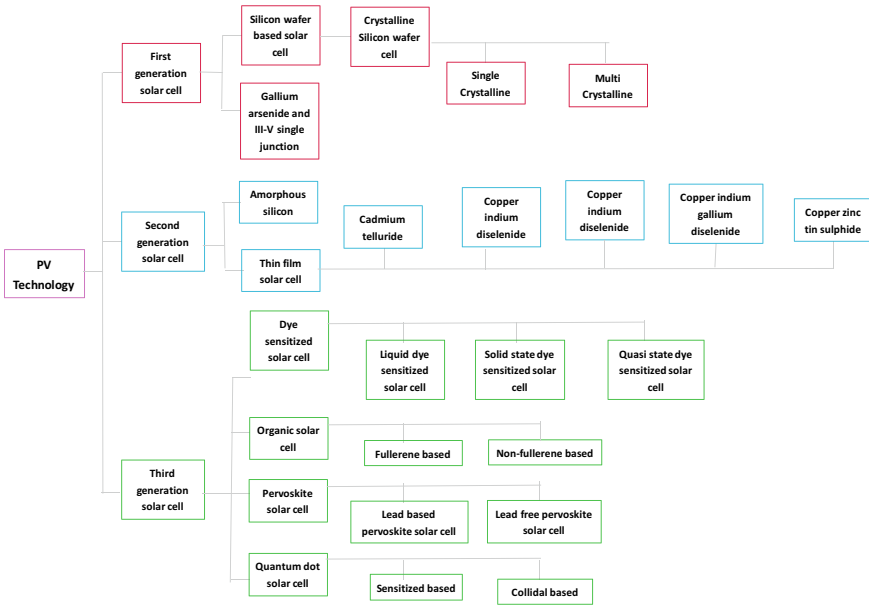 PV
Technology
First
generation
solar cell
Silicon wafer
based solar
cell
Crystalline
Silicon wafer
cell
Single
Crystalline
Multi
Crystalline
Gallium
arsenide and
III-V single
junction
Second
generation
solar cell
Amorphous
silicon
Thin film
solar cell
Cadmium
telluride
Copper
indium
diselenide
Copper
indium
diselenide
Copper indium
gallium
diselenide
Copper zinc
tin sulphide
Third
generation
solar cell
Dye
sensitized
solar cell
Liquid dye
sensitized
solar cell
Solid state dye
sensitized solar
cell
Quasi state dye
sensitized solar
cell
Organic solar
cell
Fullerene based
Non-fullerene based
Pervoskite
solar cell
Lead based
pervoskite solar cell
Lead free pervoskite
solar cell
Quantum dot
solar cell
Sensitized based
Collidal based